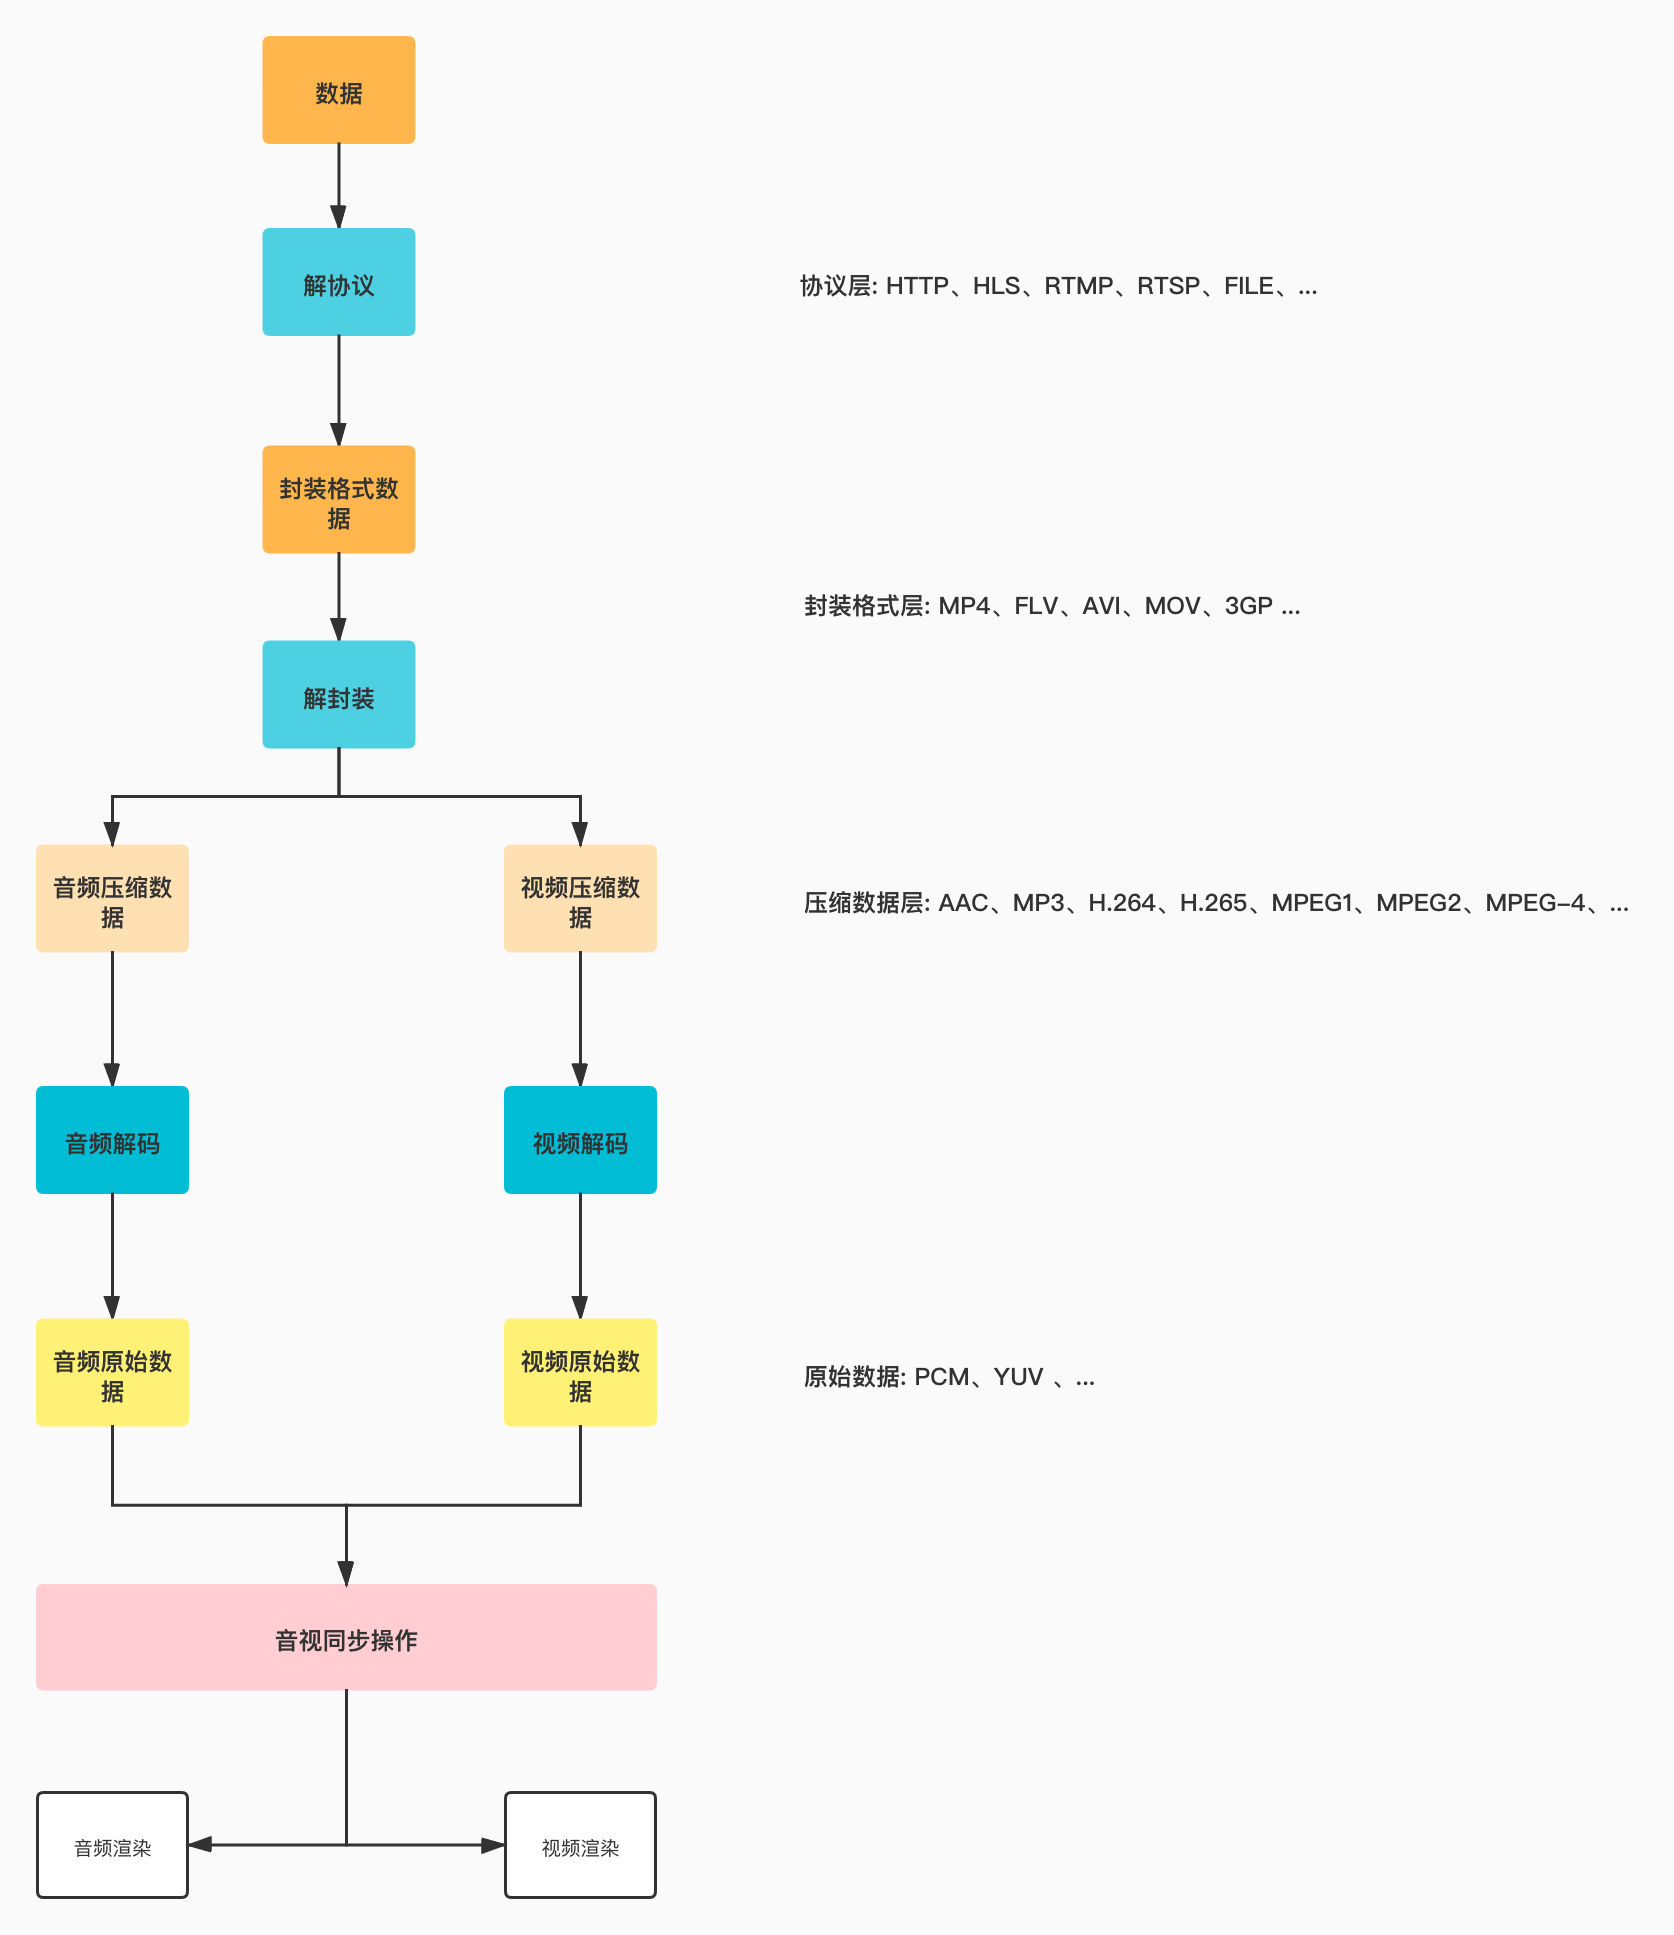 数据
解协议
协议层: HTTP、HLS、RTMP、RTSP、FILE、...
封装格式数
据
封装格式层: MP4、FLV、AVI、MOV、3GP ...
解封装
音频压缩数
据
视频压缩数
据
压缩数据层: AAC、MP3、H.264、H.265、MPEG1、MPEG2、MPEG-4、...
音频解码
视频解码
音频原始数
据
视频原始数
据
原始数据: PCM、YUV 、...
音视同步操作
音频渲染
视频渲染